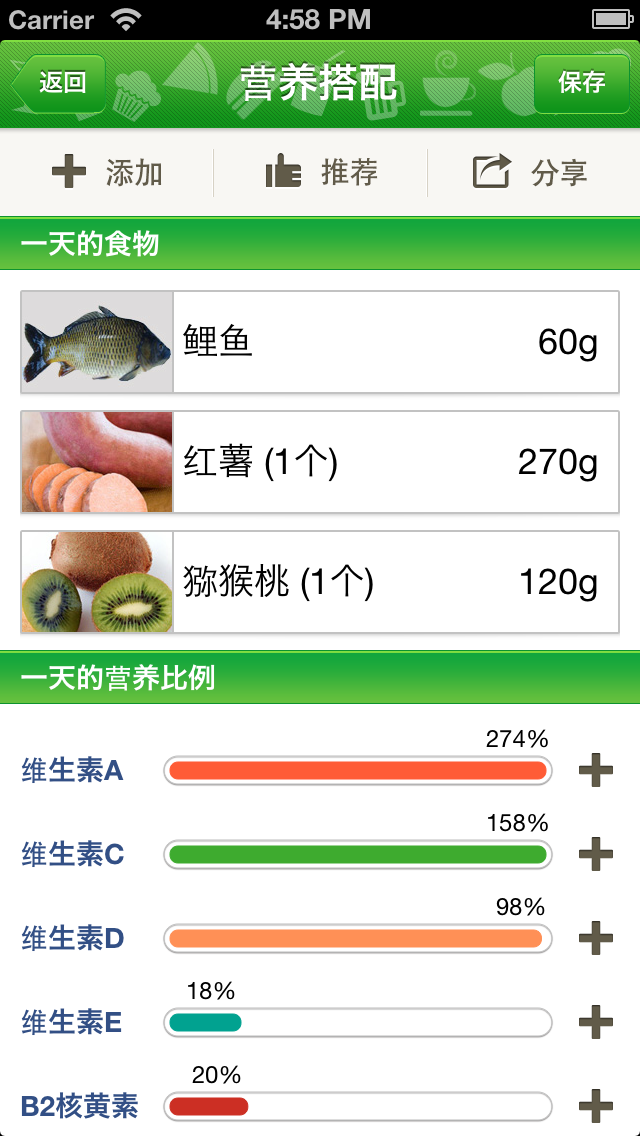 Carrier 4:58 PM
返回 营养搭配 保存
添加 推荐 分享
一天的食物
鲤鱼 60g
红薯 (1个) 270g
猕猴桃 (1个) 120g
一天的营养比例
274%
维生素A
158%
维生素C
98%
维生素D
18%
维生素E
20%
B2核黄素